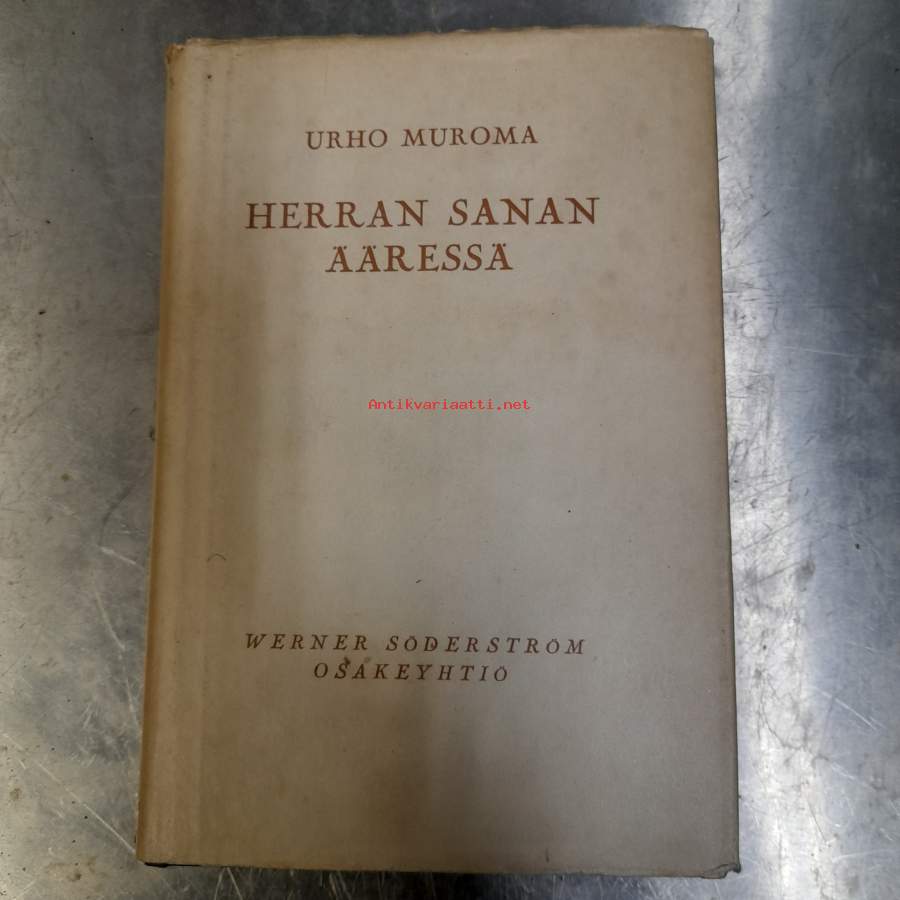 URHO MUROMA
HERRAN SANAN
ÄÄRESSÄ
Antikvariaatti.net
WERNER SÖDERSTRÖM
OSAKEYHTIÖ